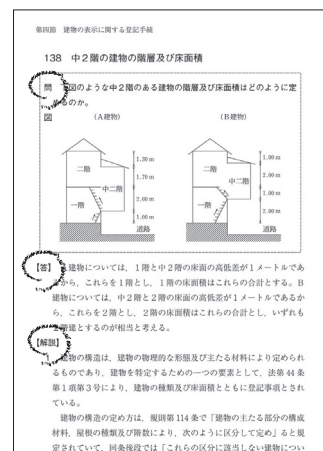 第四節 建物の表示に関する登記手続
138 中2階の建物の階層及び床面積
問 図のような中2階のある建物の階層及び床面積はどのように定
めるのか。
図 (A建物) (B建物)
二階 1.30m
1.70m
中二階
一階 2.00m
1.00m
道路
二階 1.00m
中二階 2.00m
1.00m
一階 2.00m
道路
【答】 建物については，1階と中2階の床面の高低差が1メートルであ
るから，これらを1階とし，1階の床面積はこれらの合計とする。B
建物については，中2階と2階の床面の高低差が1メートルであるか
ら，これらを2階とし，2階の床面積はこれらの合計とし，いずれも
階建とするのが相当と考える。
【解説】
建物の構造は，建物の物理的な形態及び主たる材料により定められ
るものであり，建物を特定するための一つの要素として，法第44条
第1項第3号により，建物の種類及び床面積とともに登記事項とされ
ている。
建物の構造の定め方は，規則第114条で「建物の主たる部分の構成
材料，屋根の種類及び階数により，次のように区分して定め」ると規
定されていて，同条後段では「これらの区分に該当しない建物につい